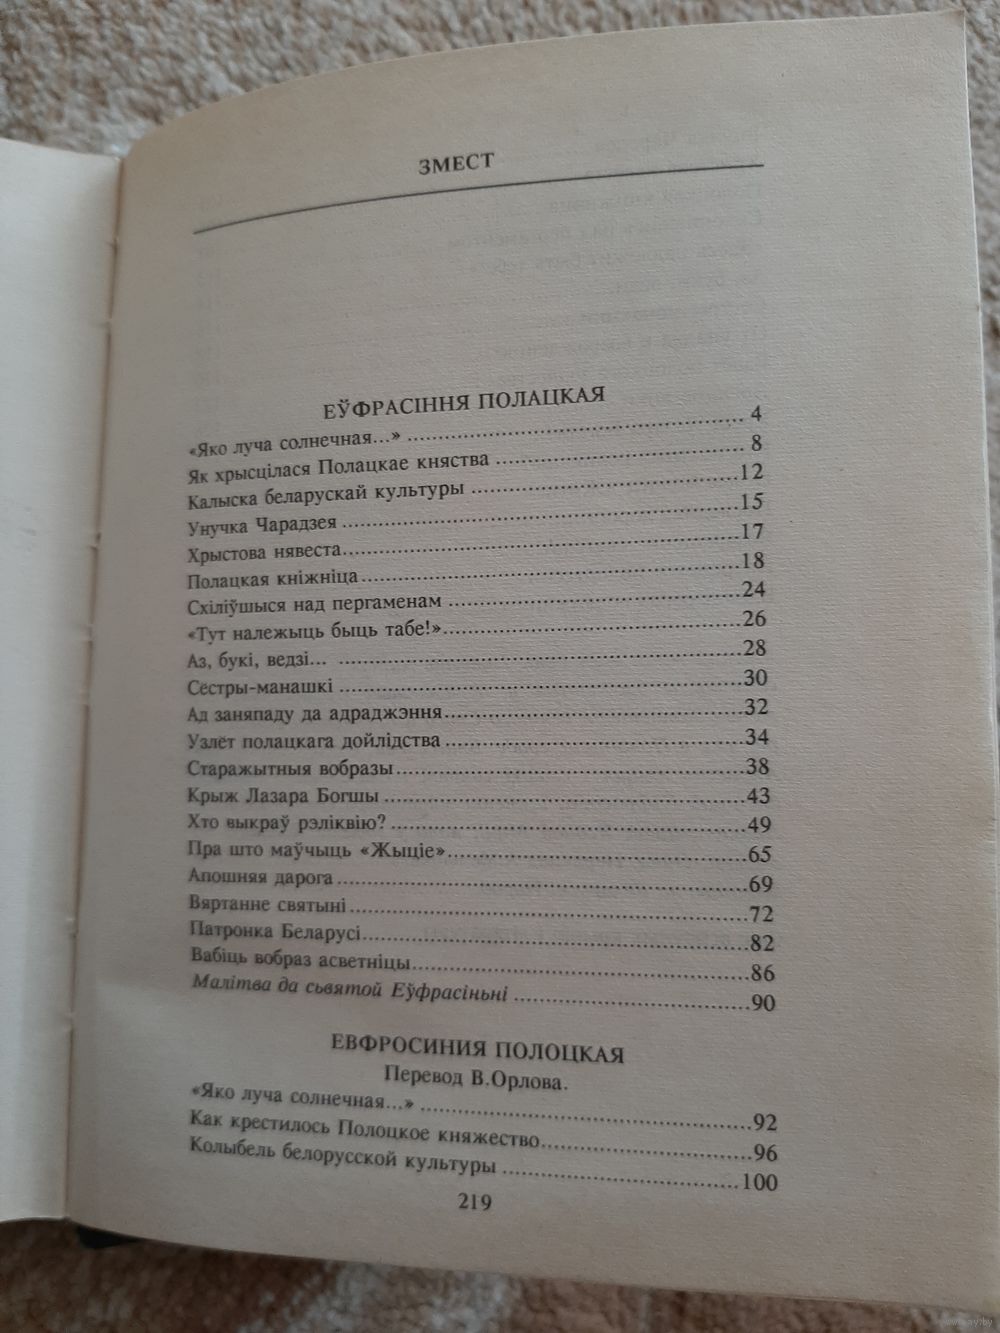 ЗМЕСТ
ЕЎФРАСІННЯ ПОЛАЦКАЯ
«Яко луча солнечная...» 4
Як хрысцілася Полацкае княства 8
Калыска беларускай культуры 12
Унучка Чарадзея 15
Хрыстова нявеста 17
Полацкая кніжніца 18
Схіліўшыся над пергаменам 24
«Тут належыць быць табе!» 26
Аз, букі, ведзі... 28
Сёстры-манашкі 30
Ад заняпаду да адраджэння 32
Узлёт полацкага дойлідства 34
Старажытныя вобразы 38
Крыж Лазара Богшы 43
Хто выкраў рэліквію? 49
Пра што маўчыць «Жыціе» 65
Апошняя дарога 69
Вяртанне святыні 72
Патронка Беларусі 82
Вабіць вобраз асветніцы 86
Малітва да сьвятой Еўфрасіньні 90
ЕВФРОСИНИЯ ПОЛОЦКАЯ
Перевод В.Орлова.
«Яко луча солнечная...» 92
Как крестилось Полоцкое княжество 96
Колыбель белорусской культуры 100
219